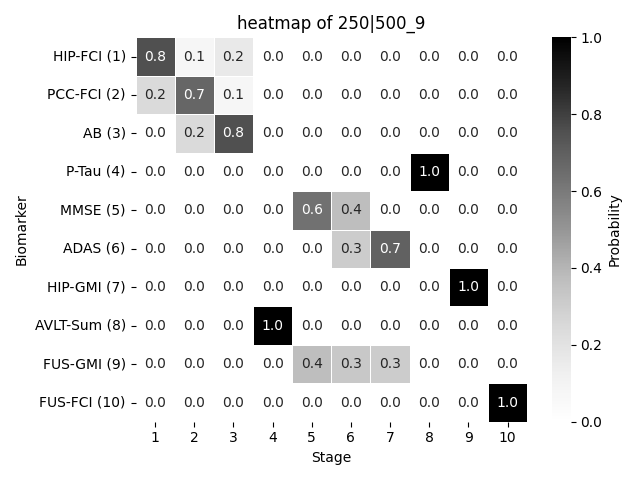 heatmap of 250|500_9
HIP-FCI (1) 0.8 0.1 0.2 0.0 0.0 0.0 0.0 0.0 0.0 0.0
PCC-FCI (2) 0.2 0.7 0.1 0.0 0.0 0.0 0.0 0.0 0.0 0.0
AB (3) 0.0 0.2 0.8 0.0 0.0 0.0 0.0 0.0 0.0 0.0
P-Tau (4) 0.0 0.0 0.0 0.0 0.0 0.0 0.0 1.0 0.0 0.0
MMSE (5) 0.0 0.0 0.0 0.0 0.6 0.4 0.0 0.0 0.0 0.0
ADAS (6) 0.0 0.0 0.0 0.0 0.0 0.3 0.7 0.0 0.0 0.0
HIP-GMI (7) 0.0 0.0 0.0 0.0 0.0 0.0 0.0 0.0 1.0 0.0
AVLT-Sum (8) 0.0 0.0 0.0 1.0 0.0 0.0 0.0 0.0 0.0 0.0
FUS-GMI (9) 0.0 0.0 0.0 0.0 0.4 0.3 0.3 0.0 0.0 0.0
FUS-FCI (10) 0.0 0.0 0.0 0.0 0.0 0.0 0.0 0.0 0.0 1.0
1 2 3 4 5 6 7 8 9 10
Stage
Biomarker
1.0
0.8
0.6
0.4
0.2
0.0
Probability